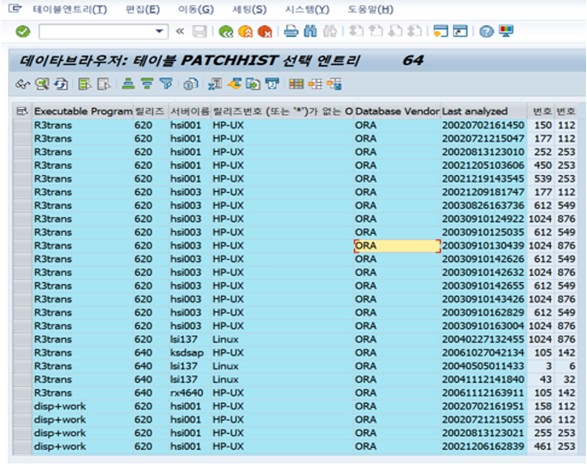 테이블엔트리(T) 편집(E) 이동(G) 세팅(S) 시스템(Y) 도움말(H)
데이타브라우저: 테이블 PATCHHIST 선택 엔트리 64
Executable Program 릴리즈 서버이름 릴리즈번호 (또는 "*")가 없는 O Database Vendor Last analyzed 번호 번호
R3trans 620 hsi001 HP-UX ORA 20020702161450 150 112
R3trans 620 hsi001 HP-UX ORA 20020721215047 177 112
R3trans 620 hsi001 HP-UX ORA 20020813123010 252 253
R3trans 620 hsi001 HP-UX ORA 20021205103606 450 253
R3trans 620 hsi001 HP-UX ORA 20021219143545 539 253
R3trans 620 hsi003 HP-UX ORA 20021209181747 177 112
R3trans 620 hsi003 HP-UX ORA 20030826163736 612 549
R3trans 620 hsi003 HP-UX ORA 20030910124922 1024 876
R3trans 620 hsi003 HP-UX ORA 20030910125035 612 549
R3trans 620 hsi003 HP-UX ORA 20030910130439 1024 876
R3trans 620 hsi003 HP-UX ORA 20030910142626 612 549
R3trans 620 hsi003 HP-UX ORA 20030910142632 1024 876
R3trans 620 hsi003 HP-UX ORA 20030910142655 612 549
R3trans 620 hsi003 HP-UX ORA 20030910143426 1024 876
R3trans 620 hsi003 HP-UX ORA 20030910162829 612 549
R3trans 620 hsi003 HP-UX ORA 20030910163004 1024 876
R3trans 620 lsi137 Linux ORA 20040227132455 1024 876
R3trans 640 ksdsap HP-UX ORA 20061027042134 105 142
R3trans 640 lsi137 Linux ORA 20040505011433 3 6
R3trans 640 lsi137 Linux ORA 20041112141840 43 32
R3trans 640 rx4640 HP-UX ORA 20061112163911 105 142
disp+work 620 hsi001 HP-UX ORA 20020702161951 158 112
disp+work 620 hsi001 HP-UX ORA 20020721215055 206 112
disp+work 620 hsi001 HP-UX ORA 20020813123021 255 253
disp+work 620 hsi001 HP-UX ORA 20021206162839 461 253